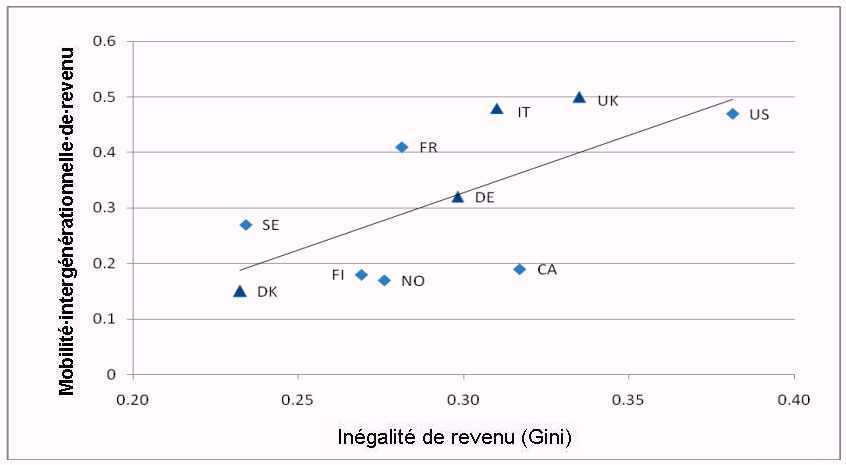 Mobilité·intergénérationnelle·de·revenu
0.6
0.5
0.4
0.3
0.2
0.1
0
UK
IT
US
FR
DE
SE
FI
NO
CA
DK
0.20
0.25
0.30
0.35
0.40
Inégalité de revenu (Gini)